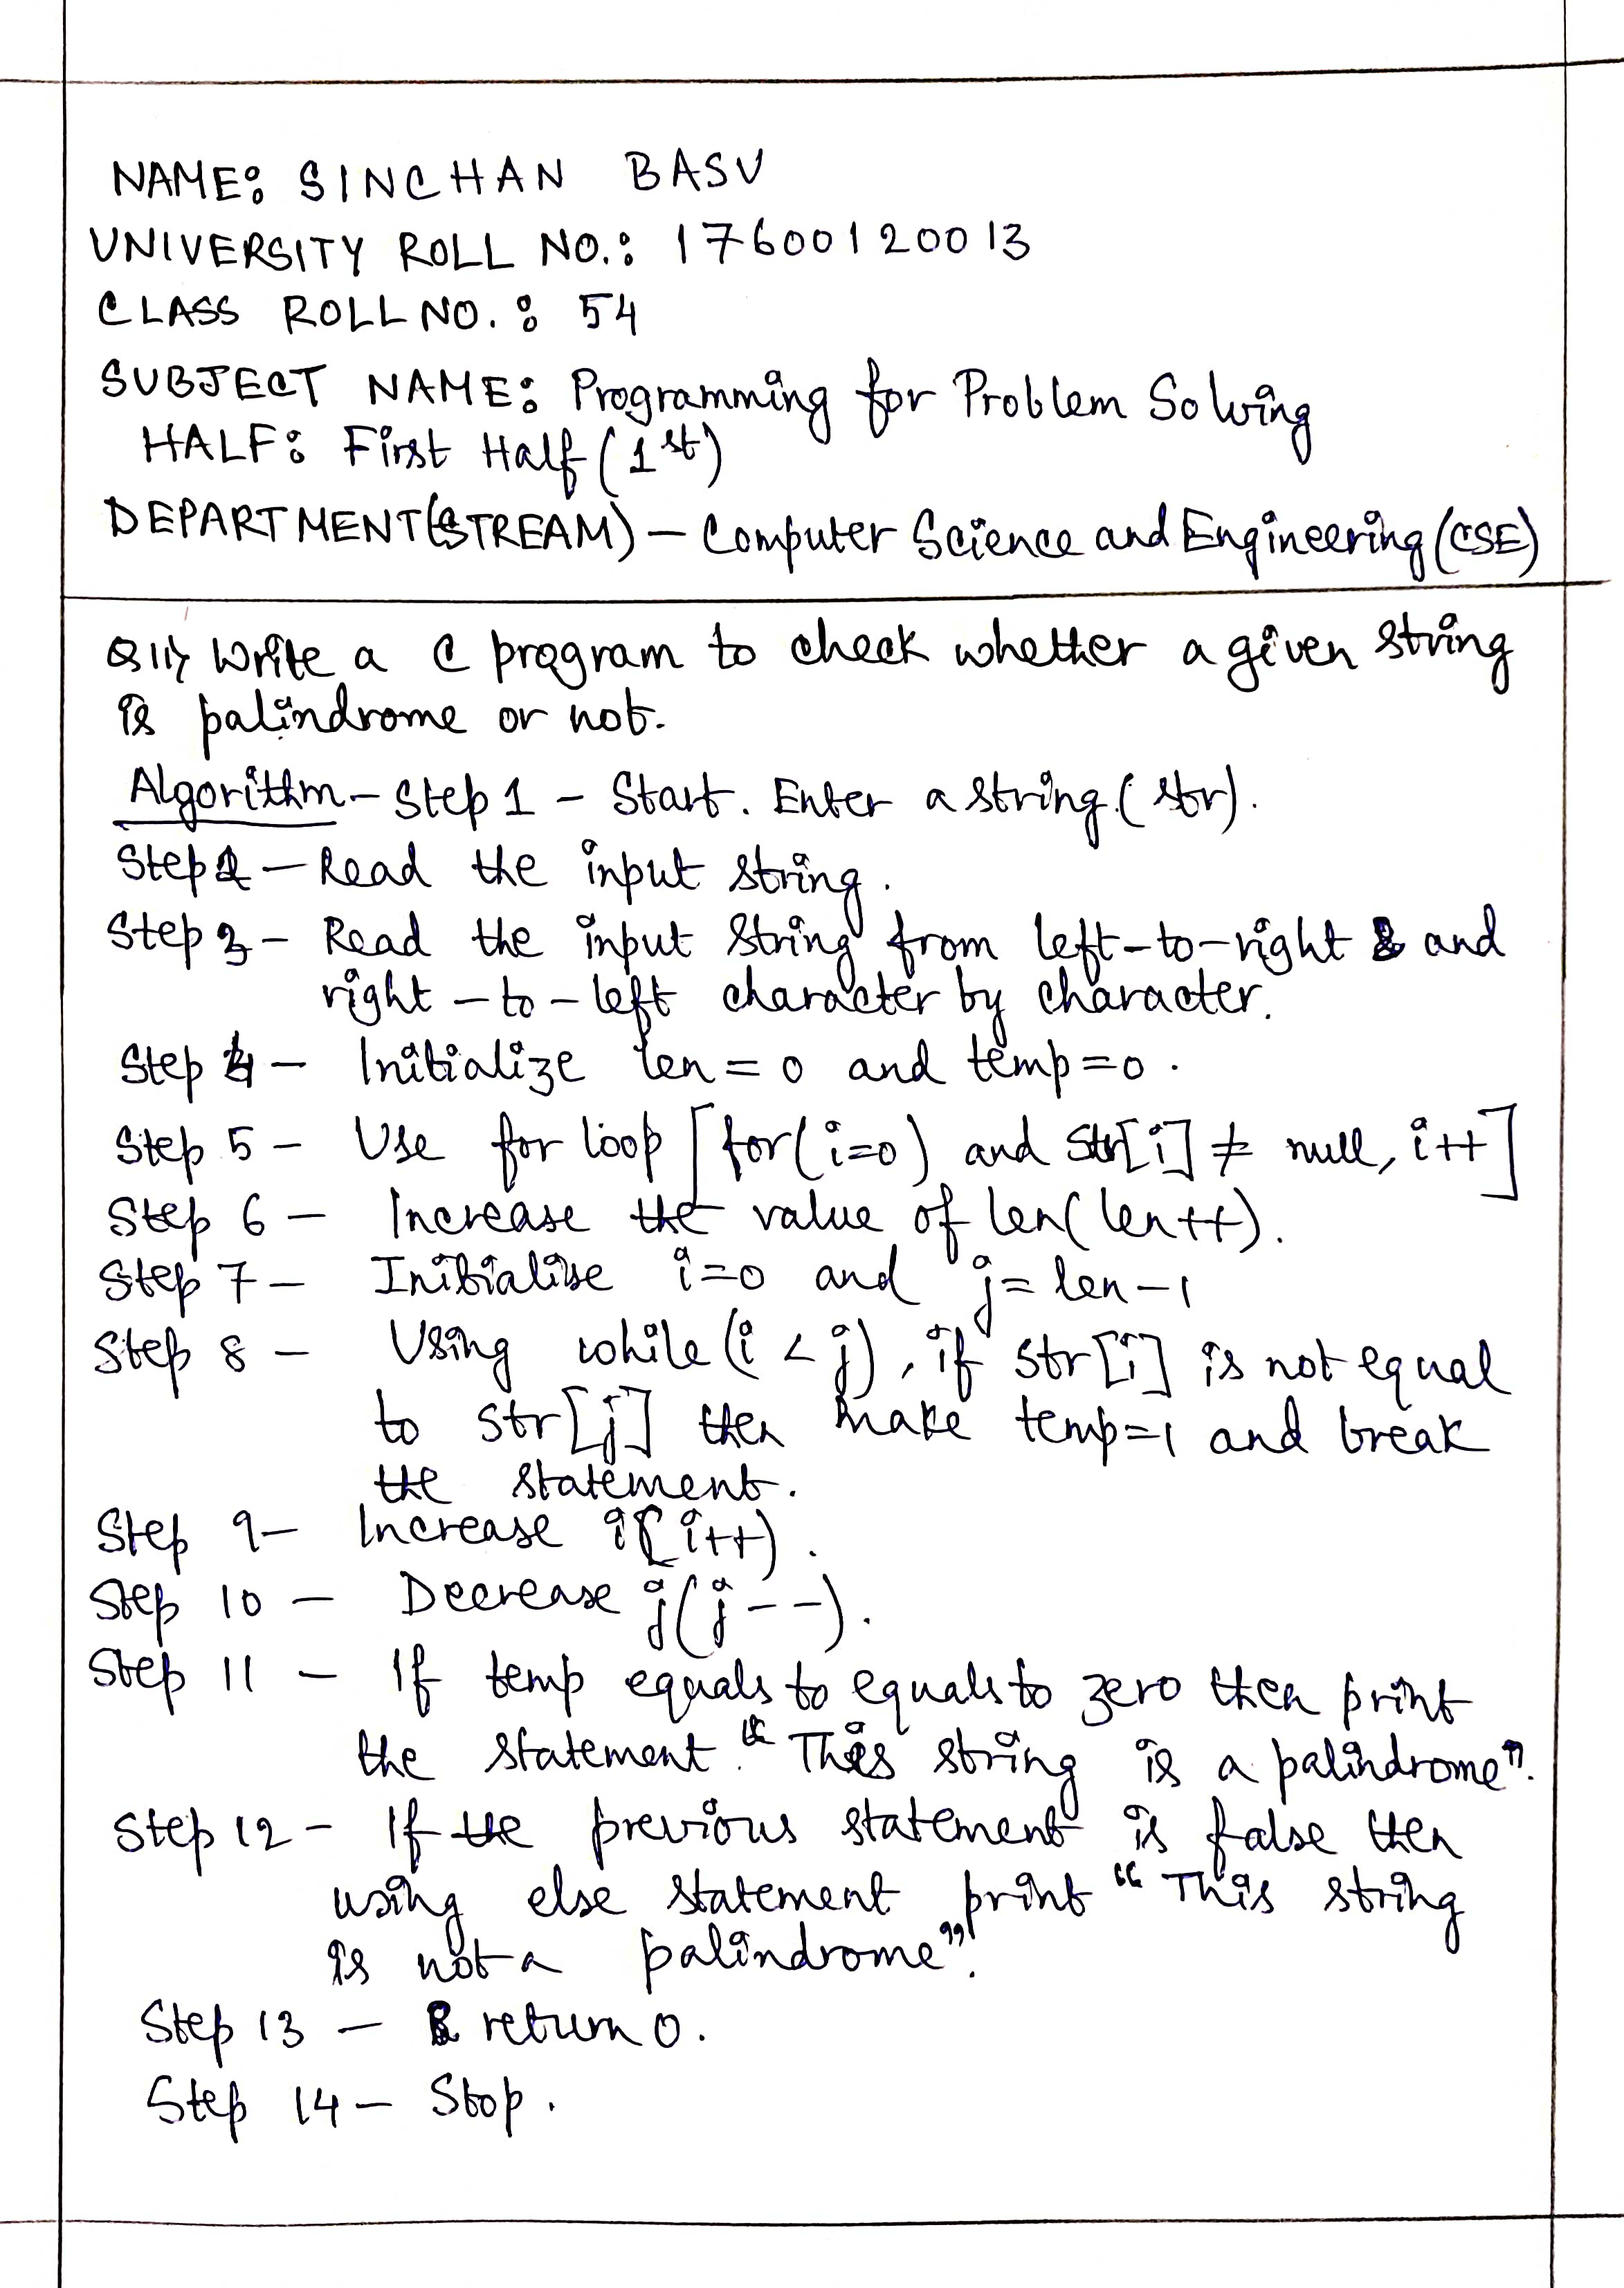 NAME: SINCHAN BASU
UNIVERSITY ROLL NO.: 17600120013
CLASS ROLL NO.: 54
SUBJECT NAME: Programming for Problem Solving
HALF: First Half (1st)
DEPARTMENT(STREAM) – Computer Science and Engineering (CSE)
Q11) Write a C program to check whether a given string
is palindrome or not.
Algorithm – Step 1 – Start. Enter a string (str).
Step 2 – Read the input string.
Step 3 – Read the input string from left-to-right and
right-to-left character by character.
Step 4 – Initialize len = 0 and temp=0.
Step 5 – Use for loop [for(i=0) and str[i] ≠ null, i++]
Step 6 – Increase the value of len(len++).
Step 7 – Initialise i=0 and j=len-1
Step 8 – Using while (i < j), if str[i] is not equal
to str[j] then make temp=1 and break
the statement.
Step 9 – Increase i(i++).
Step 10 – Decrease j(j--).
Step 11 – If temp equals to equals to zero then print
the statement. “This string is a palindrome”.
Step 12 – If the previous statement is false then
using else statement print “This string
is not a palindrome”.
Step 13 – return 0.
Step 14 – Stop.